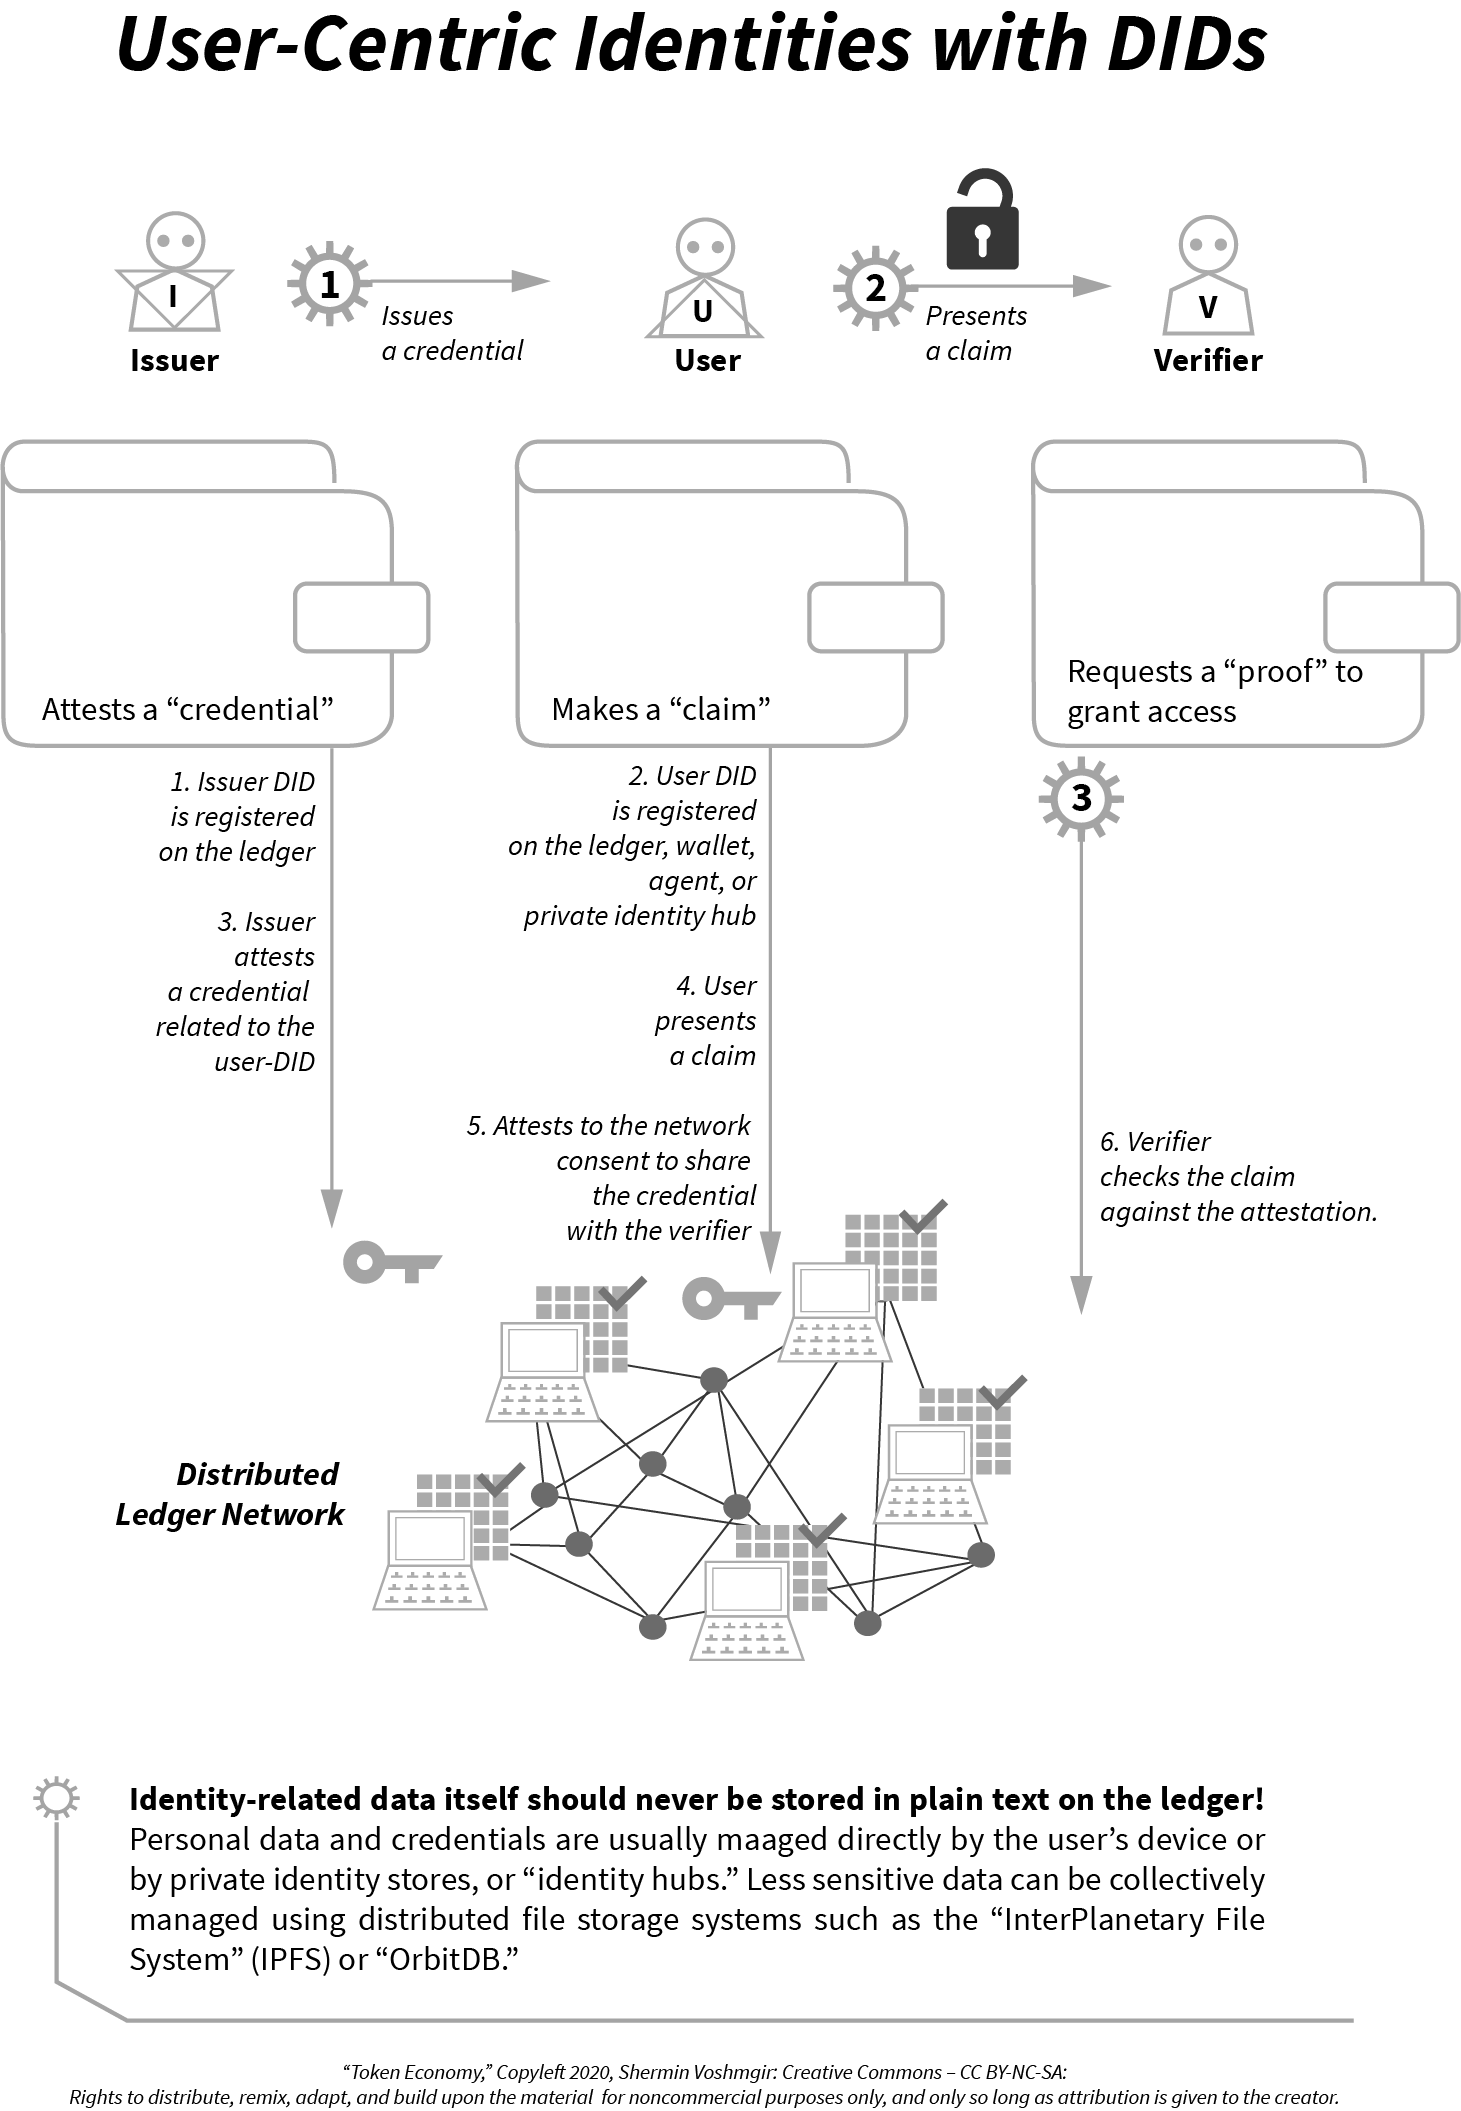 User-Centric Identities with DIDs
I
Issuer
1
Issues
a credential
U
User
2
Presents
a claim
V
Verifier
Attests a “credential”
Makes a “claim”
Requests a “proof” to
grant access
1. Issuer DID
is registered
on the ledger
3. Issuer
attests
a credential
related to the
user-DID
2. User DID
is registered
on the ledger, wallet,
agent, or
private identity hub
4. User
presents
a claim
5. Attests to the network
consent to share
the credential
with the verifier
3
6. Verifier
checks the claim
against the attestation.
Distributed
Ledger Network
Identity-related data itself should never be stored in plain text on the ledger!
Personal data and credentials are usually maaged directly by the user’s device or
by private identity stores, or “identity hubs.” Less sensitive data can be collectively
managed using distributed file storage systems such as the “InterPlanetary File
System” (IPFS) or “OrbitDB.”
“Token Economy,” Copyleft 2020, Shermin Voshmgir: Creative Commons – CC BY-NC-SA:
Rights to distribute, remix, adapt, and build upon the material for noncommercial purposes only, and only so long as attribution is given to the creator.